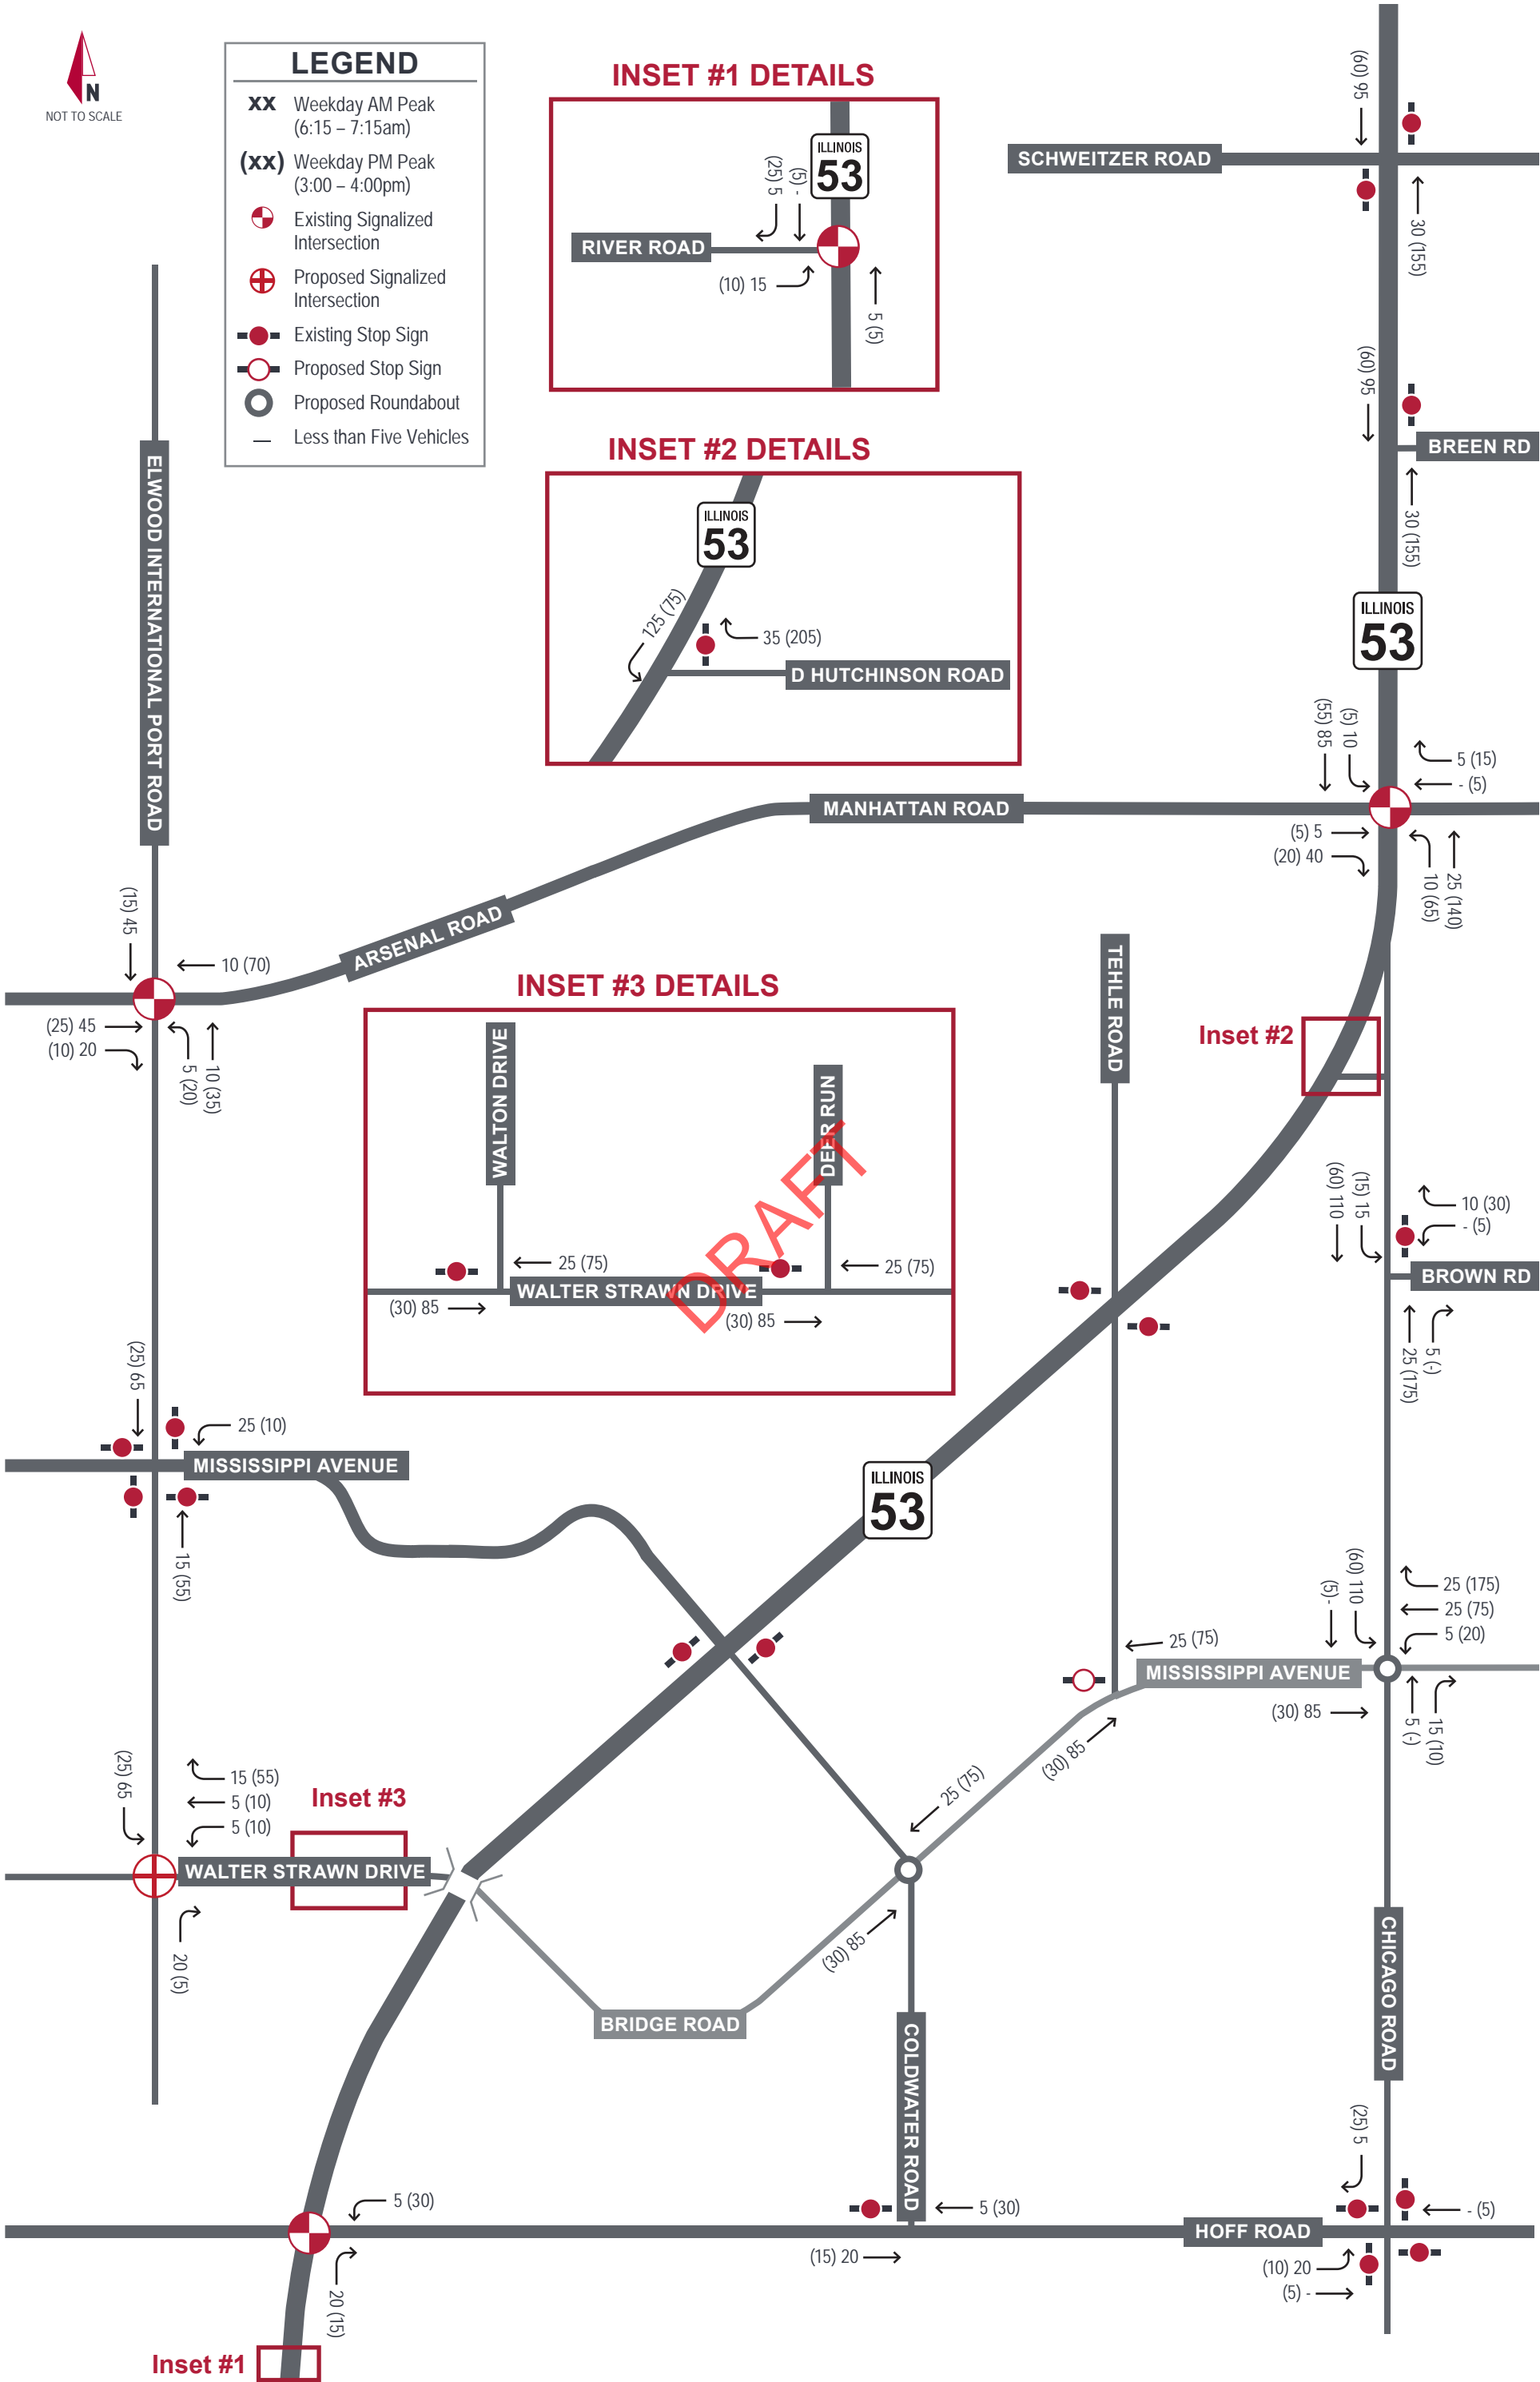 N
NOT TO SCALE
LEGEND
xx Weekday AM Peak
(6:15 – 7:15am)
(xx) Weekday PM Peak
(3:00 – 4:00pm)
Existing Signalized
Intersection
Proposed Signalized
Intersection
Existing Stop Sign
Proposed Stop Sign
Proposed Roundabout
— Less than Five Vehicles
INSET #1 DETAILS
ILLINOIS
53
(25) 5
(5) -
RIVER ROAD
(10) 15
5 (5)
INSET #2 DETAILS
ILLINOIS
53
125 (75)
35 (205)
D HUTCHINSON ROAD
(60) 95
SCHWEITZER ROAD
30 (155)
(60) 95
BREEN RD
30 (155)
ILLINOIS
53
ELWOOD INTERNATIONAL PORT ROAD
(55) 85
(5) 10
5 (15)
- (5)
MANHATTAN ROAD
(5) 5
(20) 40
10 (65)
25 (140)
ARSENAL ROAD
(15) 45
10 (70)
(25) 45
(10) 20
5 (20)
10 (35)
INSET #3 DETAILS
WALTON DRIVE
DEER RUN
25 (75)
25 (75)
WALTER STRAWN DRIVE
(30) 85
(30) 85
DRAFT
TEHLE ROAD
Inset #2
(60) 110
(15) 15
10 (30)
- (5)
BROWN RD
25 (175)
5 (-)
(25) 65
25 (10)
MISSISSIPPI AVENUE
15 (55)
ILLINOIS
53
(5)-
(60) 110
25 (175)
25 (75)
5 (20)
25 (75)
MISSISSIPPI AVENUE
(30) 85
5 (-)
15 (10)
(30) 85
25 (75)
(25) 65
15 (55)
5 (10)
5 (10)
Inset #3
WALTER STRAWN DRIVE
20 (5)
(30) 85
BRIDGE ROAD
COLDWATER ROAD
CHICAGO ROAD
(25) 5
5 (30)
5 (30)
- (5)
HOFF ROAD
(15) 20
(10) 20
(5) -
20 (15)
Inset #1